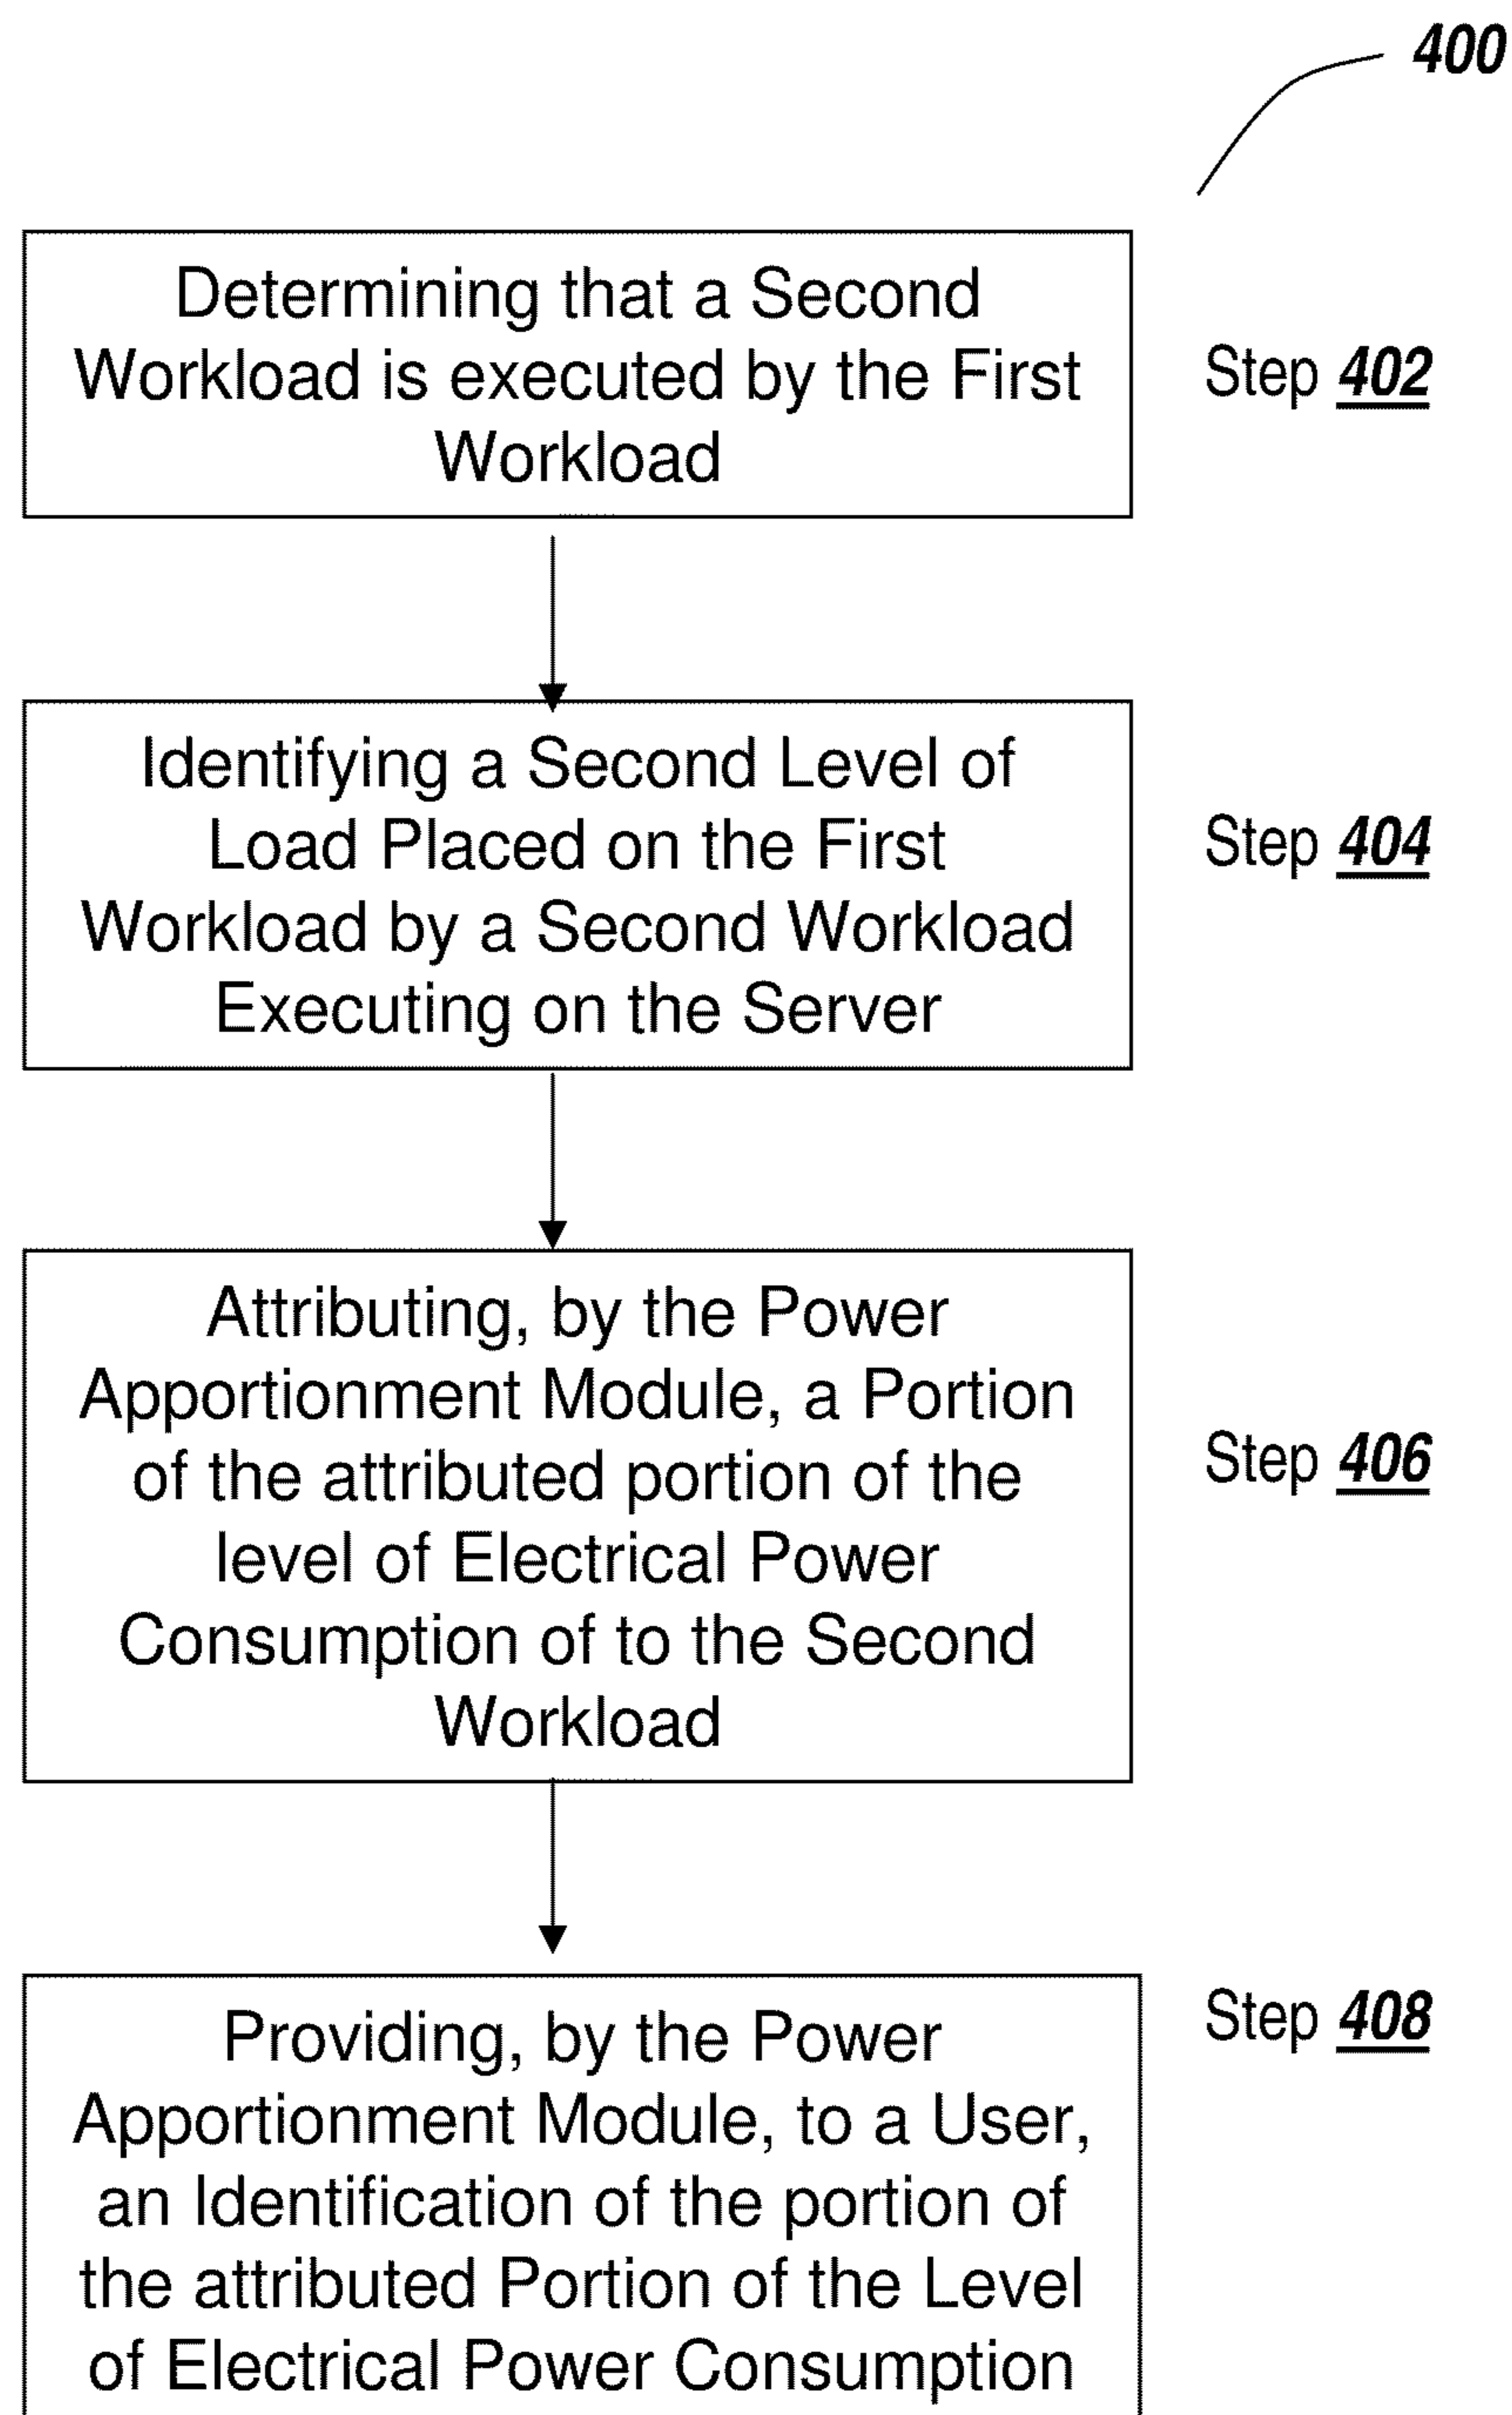 400
Determining that a Second
Workload is executed by the First
Workload
Step 402
Identifying a Second Level of
Load Placed on the First
Workload by a Second Workload
Executing on the Server
Step 404
Attributing, by the Power
Apportionment Module, a Portion
of the attributed portion of the
level of Electrical Power
Consumption of to the Second
Workload
Step 406
Providing, by the Power
Apportionment Module, to a User,
an Identification of the portion of
the attributed Portion of the Level
of Electrical Power Consumption
Step 408